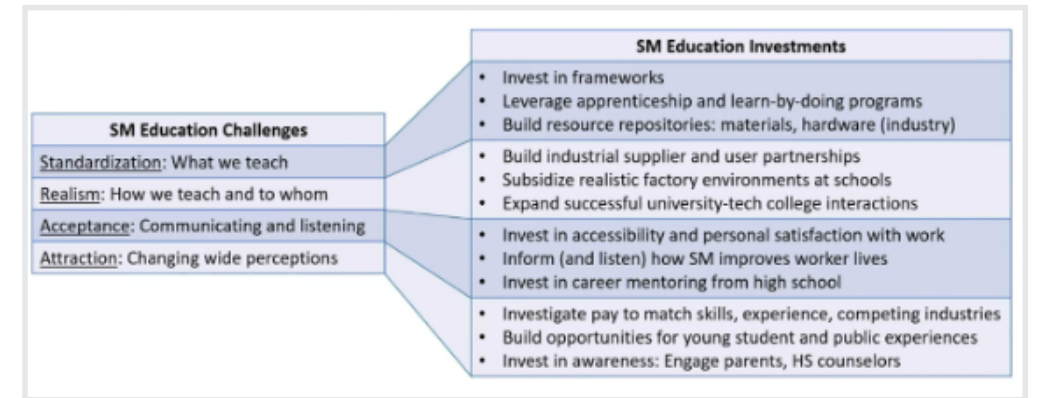 SM Education Challenges
Standardization: What we teach
Realism: How we teach and to whom
Acceptance: Communicating and listening
Attraction: Changing wide perceptions
SM Education Investments
• Invest in frameworks
• Leverage apprenticeship and learn-by-doing programs
• Build resource repositories: materials, hardware (industry)
• Build industrial supplier and user partnerships
• Subsidize realistic factory environments at schools
• Expand successful university-tech college interactions
• Invest in accessibility and personal satisfaction with work
• Inform (and listen) how SM improves worker lives
• Invest in career mentoring from high school
• Investigate pay to match skills, experience, competing industries
• Build opportunities for young student and public experiences
• Invest in awareness: Engage parents, HS counselors